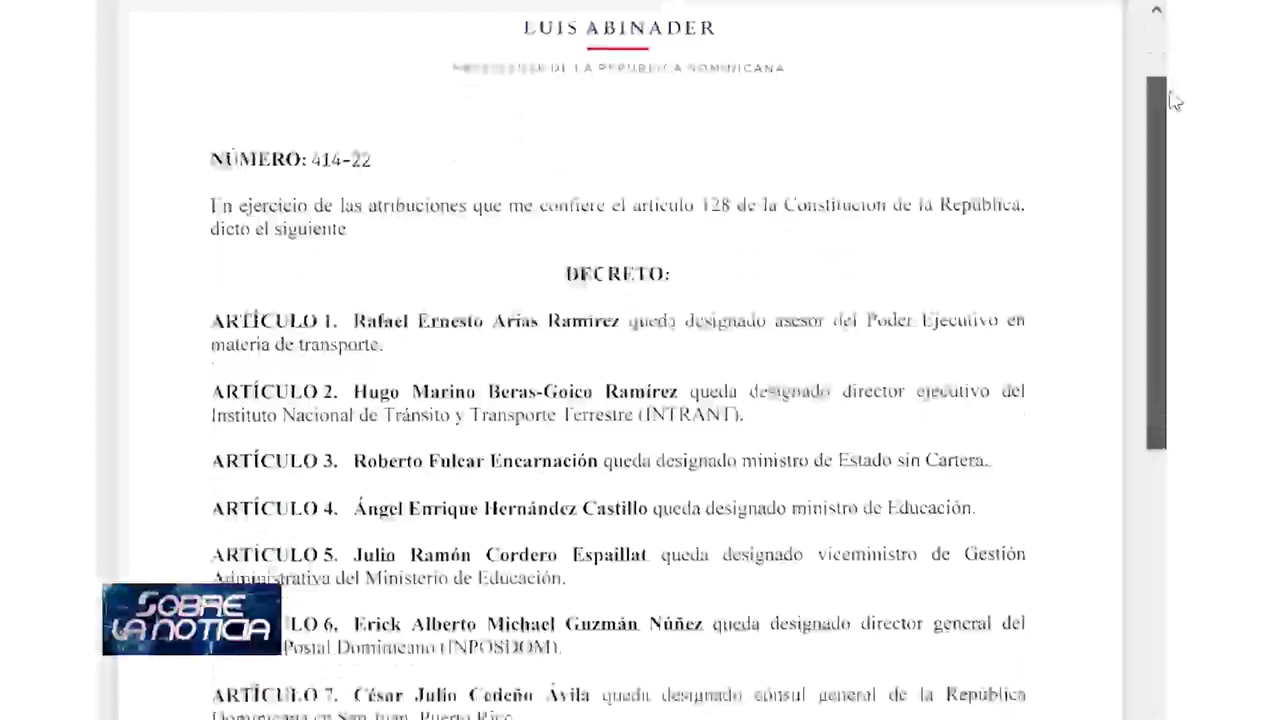 LUIS ABINADER
DE LA REPÚBLICA DOMINICANA
NÚMERO: 414-22
En ejercicio de las atribuciones que me confiere el artículo 128 de la Constitución de la República,
dicto el siguiente
DECRETO:
ARTÍCULO 1. Rafael Ernesto Arias Ramírez queda designado asesor del Poder Ejecutivo en
materia de transporte.
ARTÍCULO 2. Hugo Marino Beras-Goico Ramírez queda designado director ejecutivo del
Instituto Nacional de Tránsito y Transporte Terrestre (INTRANT).
ARTÍCULO 3. Roberto Fulcar Encarnación queda designado ministro de Estado sin Cartera.
ARTÍCULO 4. Ángel Enrique Hernández Castillo queda designado ministro de Educación.
ARTÍCULO 5. Julio Ramón Cordero Espaillat queda designado viceministro de Gestión
Administrativa del Ministerio de Educación.
LO 6. Erick Alberto Michael Guzmán Núñez queda designado director general del
Postal Dominicano (INPOSDOM).
ARTÍCULO 7. César Julio Cedeño Ávila queda designado cónsul general de la República
Dominicana en San Juan, Puerto Rico.
SOBRE
LA NOTICIA